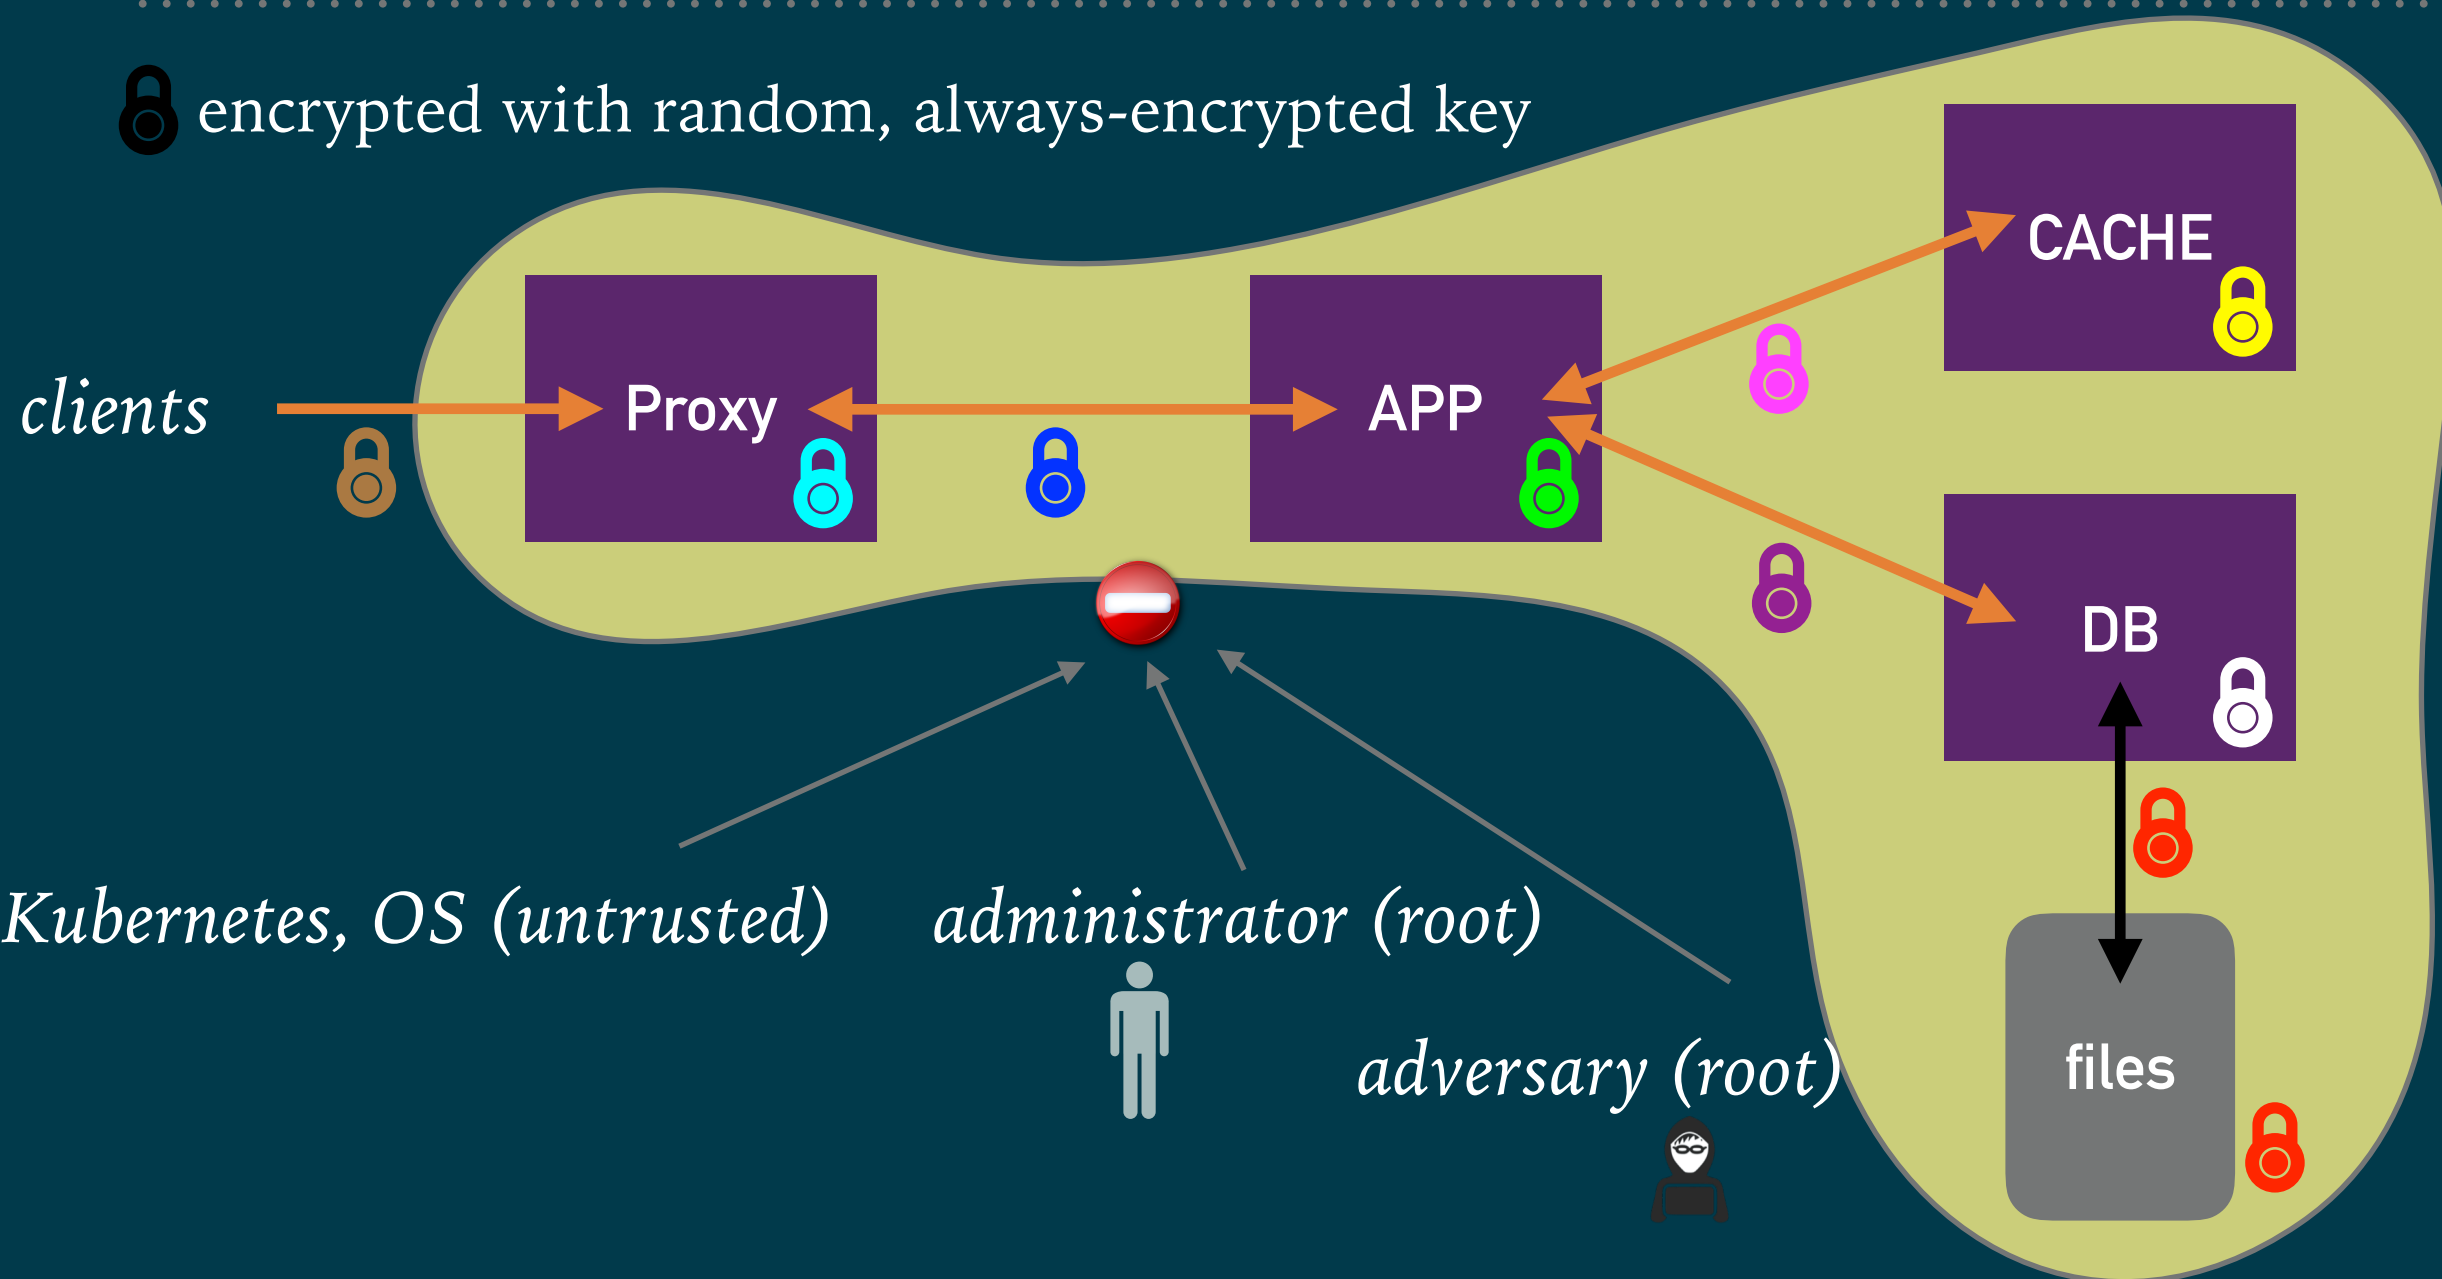 encrypted with random, always-encrypted key
CACHE
clients
Proxy
APP
DB
Kubernetes, OS (untrusted)
administrator (root)
adversary (root)
files